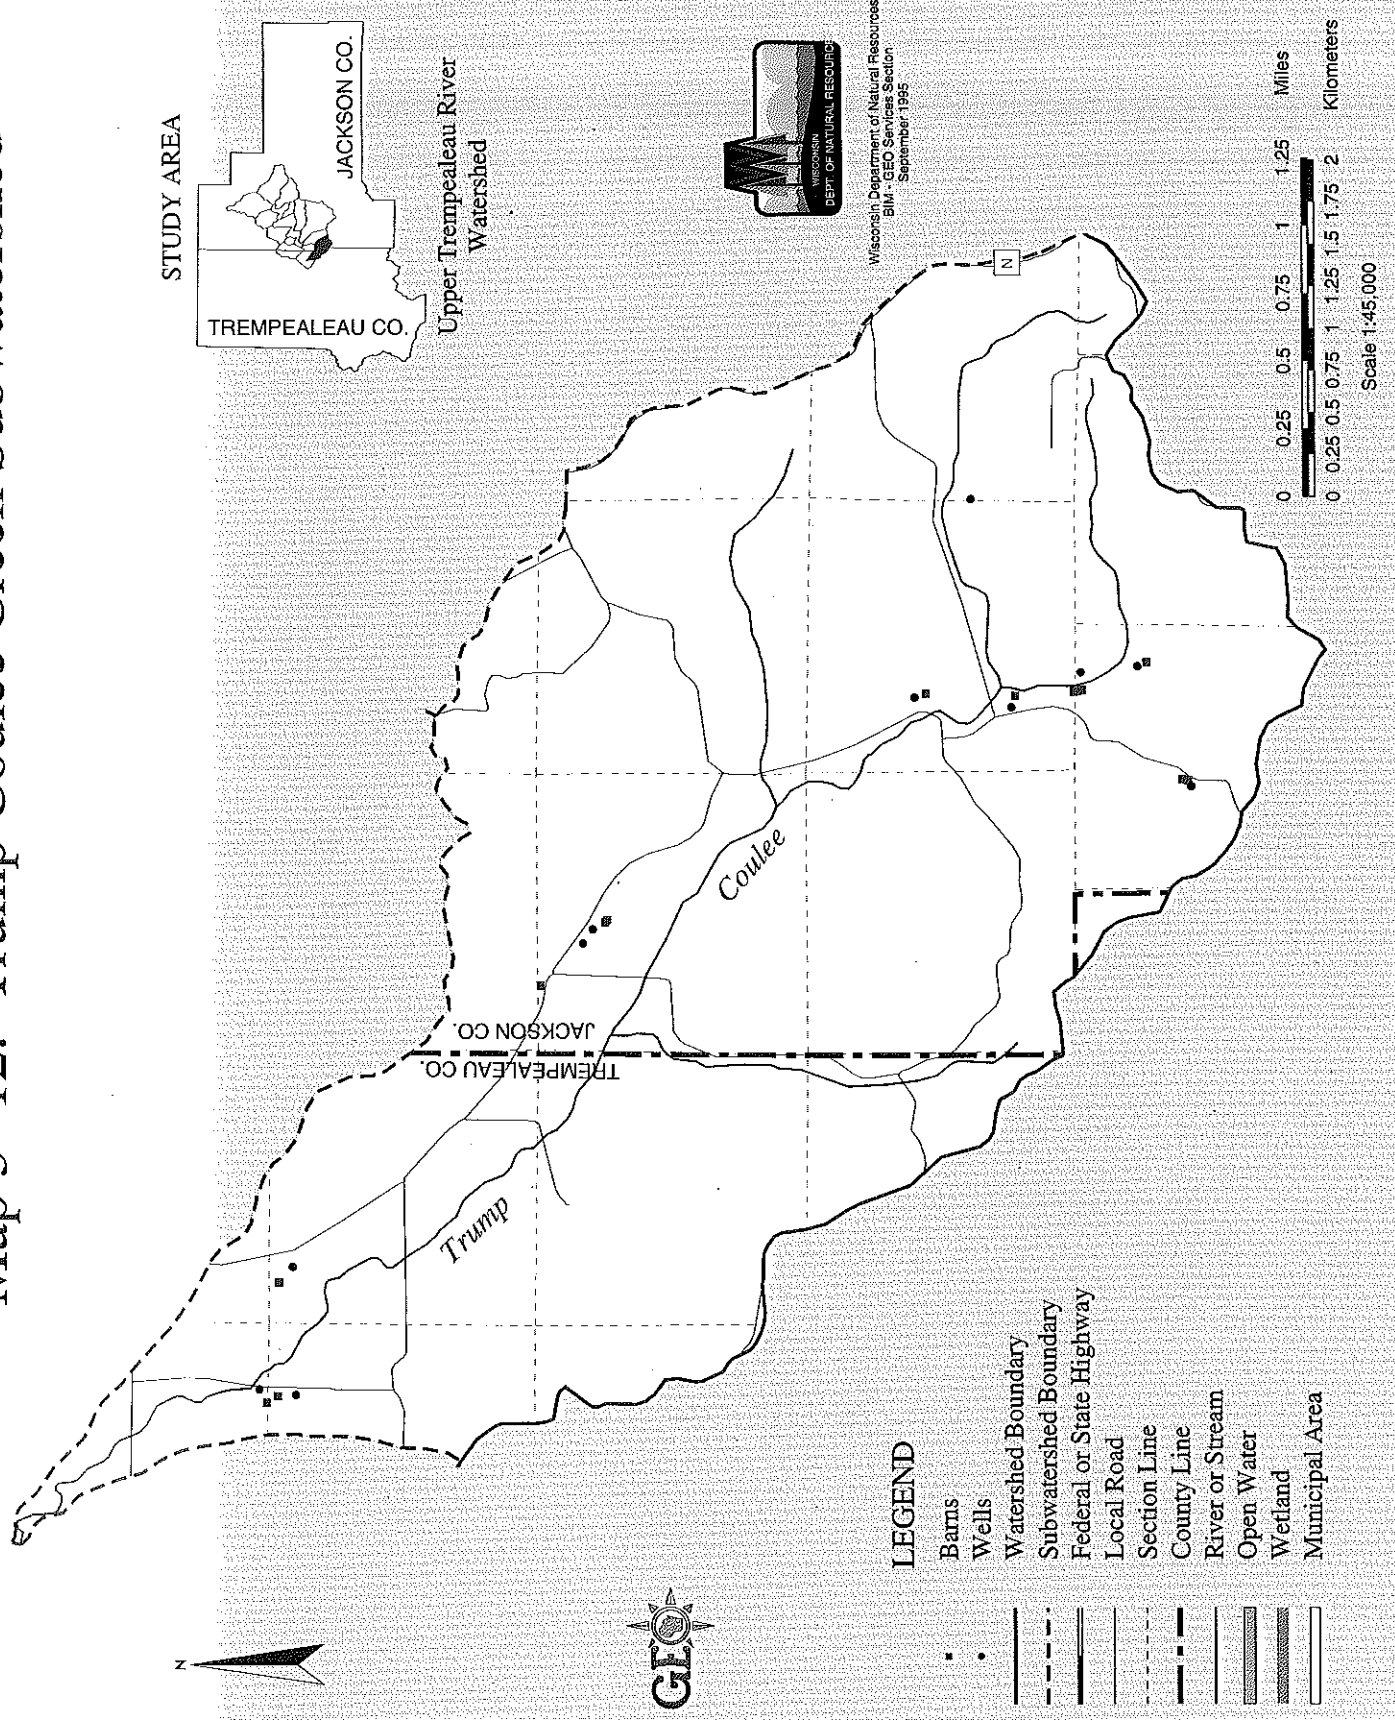 Map 3 - 12. Trump Coulee Creek Subwatershed
STUDY AREA
TREMPEALEAU CO.
JACKSON CO.
Upper Trempealeau River
Watershed
N
TREMPEALEAU CO.
JACKSON CO.
Trump
Coulee
N
GEO
WISCONSIN
DEPT. OF NATURAL RESOURCES
Wisconsin Department of Natural Resources
BIM - GEO Services Section
September 1995
LEGEND
Barns
Wells
Watershed Boundary
Subwatershed Boundary
Federal or State Highway
Local Road
Section Line
County Line
River or Stream
Open Water
Wetland
Municipal Area
0 0.25 0.5 0.75 1 1.25 Miles
0 0.25 0.5 0.75 1 1.25 1.5 1.75 2 Kilometers
Scale 1:45,000